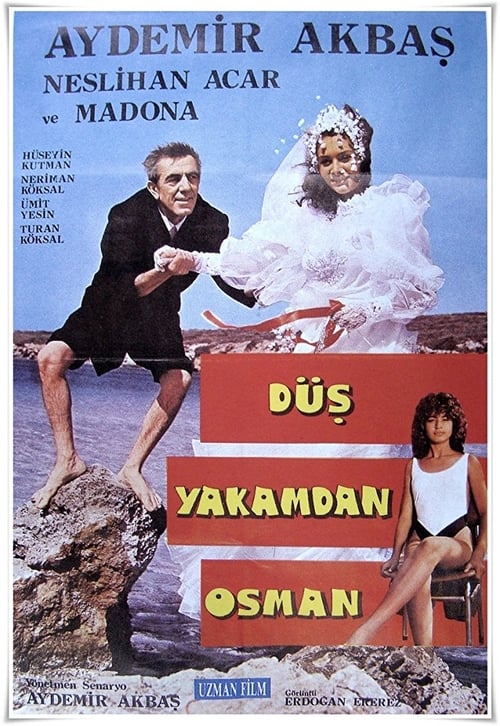 AYDEMİR AKBAŞ
NESLİHAN ACAR
ve MADONA
HÜSEYİN
KUTMAN
NERİMAN
KÖKSAL
ÜMİT
YESİN
TURAN
KÖKSAL
DÜŞ
YAKAMDAN
OSMAN
Yönetmen Senaryo
AYDEMİR AKBAŞ
UZMAN FİLM
Görüntü
ERDOĞAN EREREZ